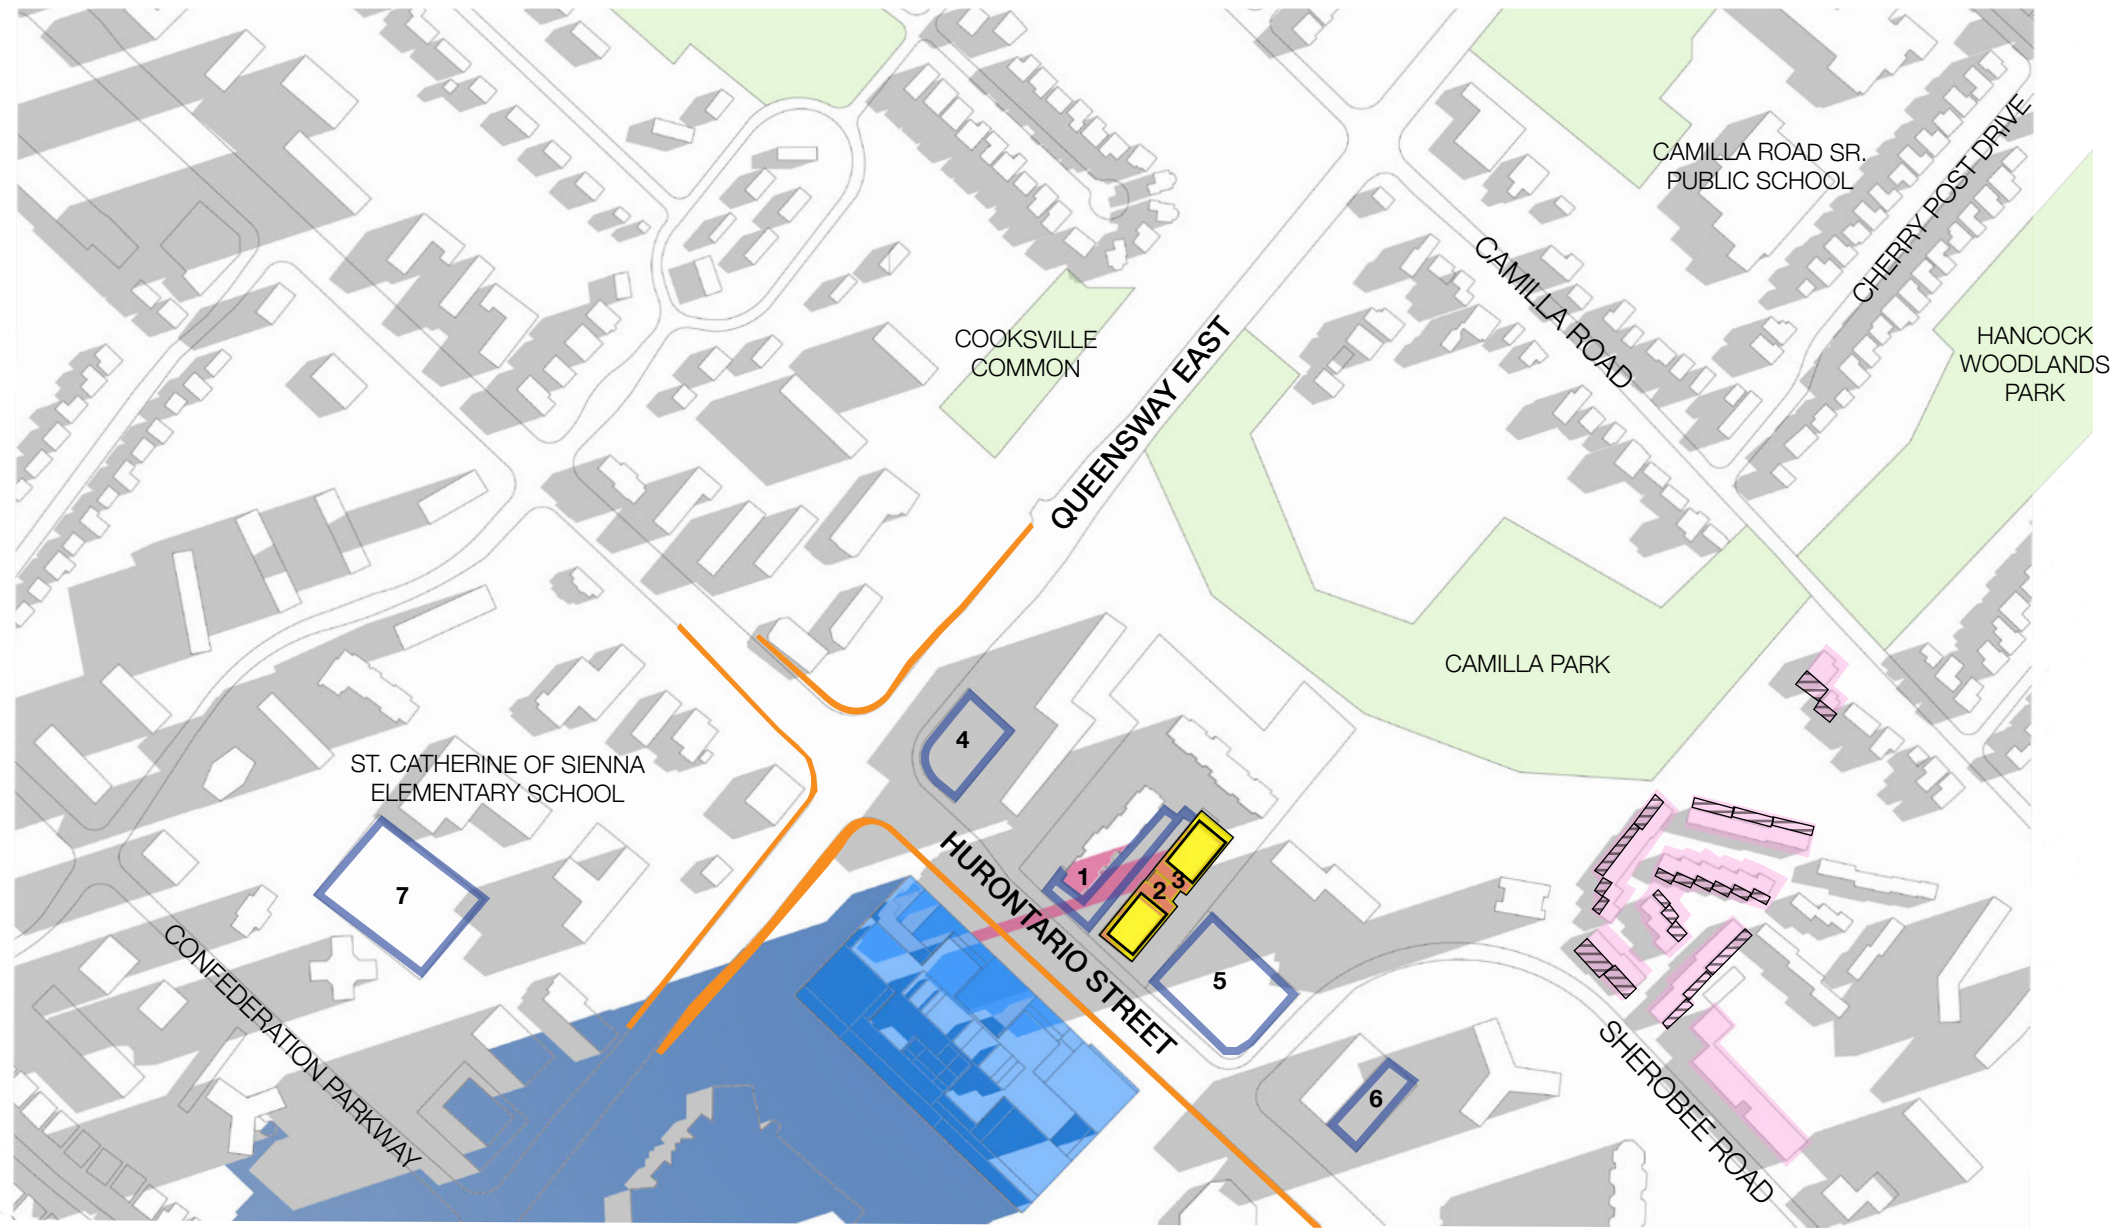 CAMILLA ROAD SR.
PUBLIC SCHOOL
CHERRY POST DRIVE
CAMILLA ROAD
HANCOCK
WOODLANDS
PARK
COOKSVILLE
COMMON
QUEENSWAY EAST
CAMILLA PARK
ST. CATHERINE OF SIENNA
ELEMENTARY SCHOOL
4
HURONTARIO STREET
1
2
3
5
7
6
CONFEDERATION PARKWAY
SHEROBEE ROAD